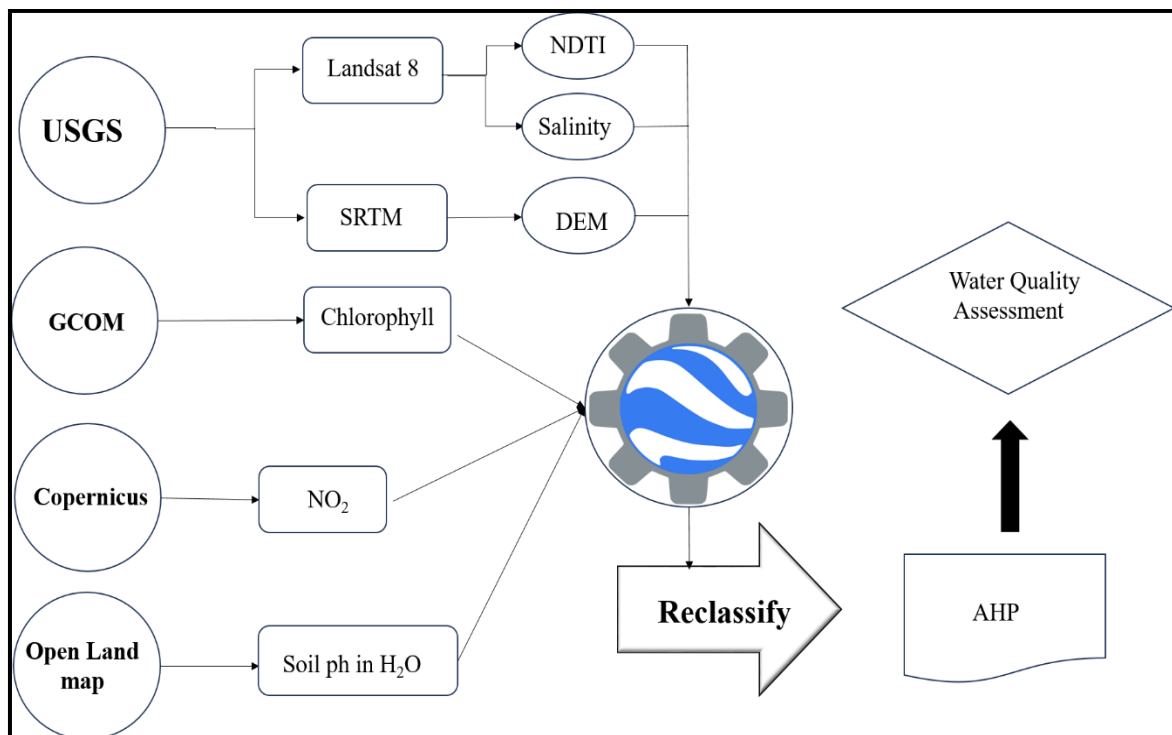 USGS
Landsat 8
NDTI
Salinity
SRTM
DEM
GCOM
Chlorophyll
Copernicus
NO₂
Open Land
map
Soil ph in H₂O
Reclassify
AHP
Water Quality
Assessment